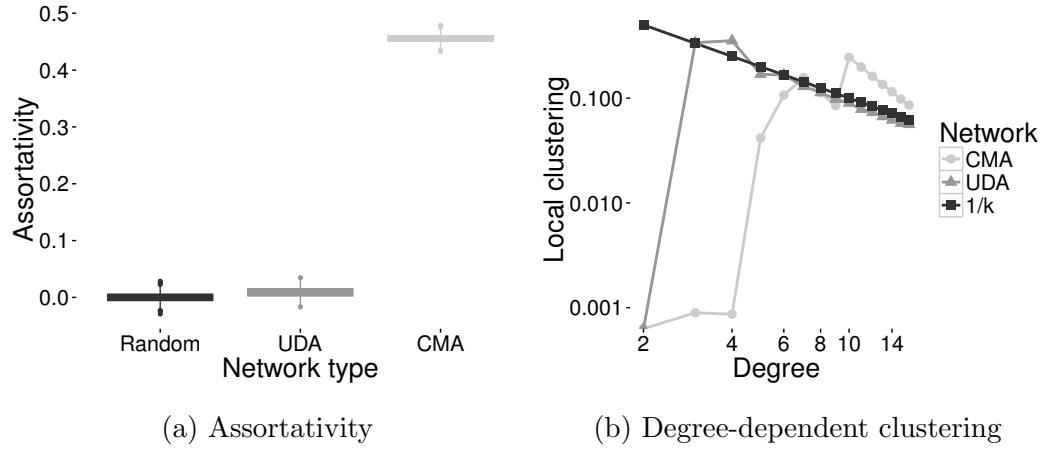 Assortativity
0.5
0.4
0.3
0.2
0.1
0.0
Random UDA CMA
Network type
(a) Assortativity
Local clustering
0.100
0.010
0.001
2 4 6 8 10 14
Degree
Network
CMA
UDA
1/k
(b) Degree-dependent clustering